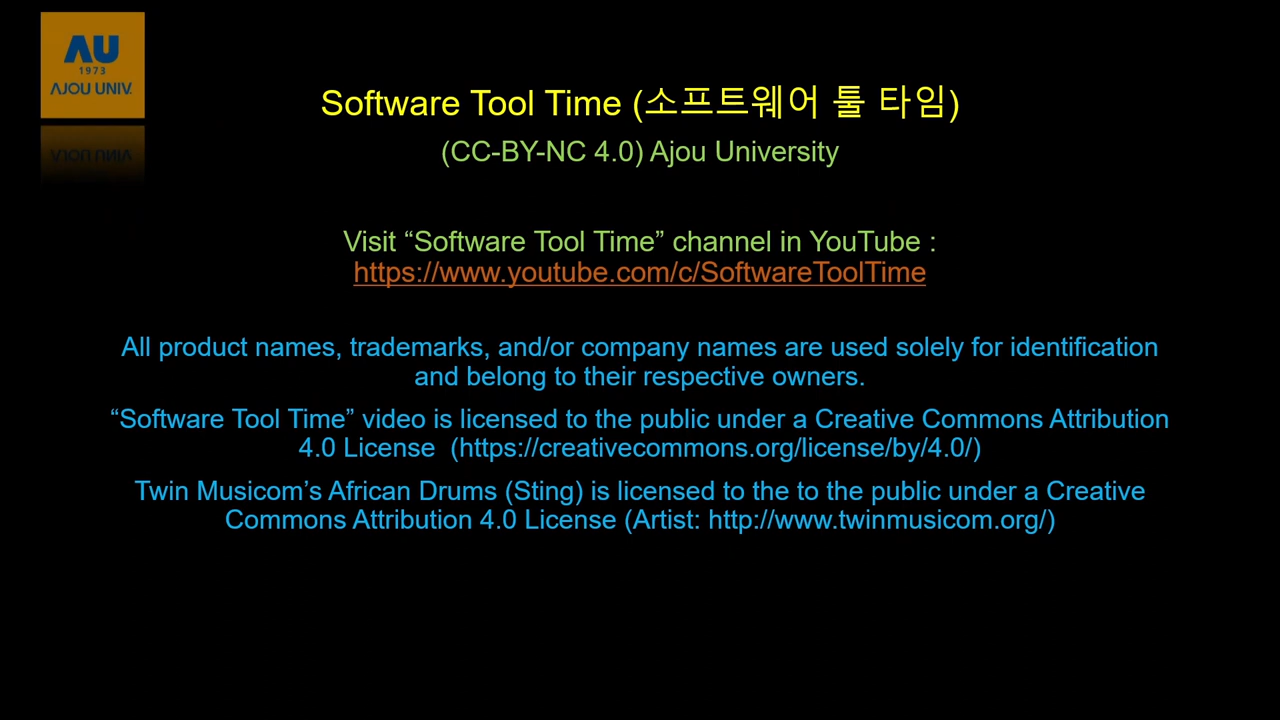 AU
1973
AJOU UNIV.
Software Tool Time (소프트웨어 툴 타임)
(CC-BY-NC 4.0) Ajou University
Visit “Software Tool Time” channel in YouTube :
https://www.youtube.com/c/SoftwareToolTime
All product names, trademarks, and/or company names are used solely for identification
and belong to their respective owners.
“Software Tool Time” video is licensed to the public under a Creative Commons Attribution
4.0 License (https://creativecommons.org/license/by/4.0/)
Twin Musicom’s African Drums (Sting) is licensed to the to the public under a Creative
Commons Attribution 4.0 License (Artist: http://www.twinmusicom.org/)